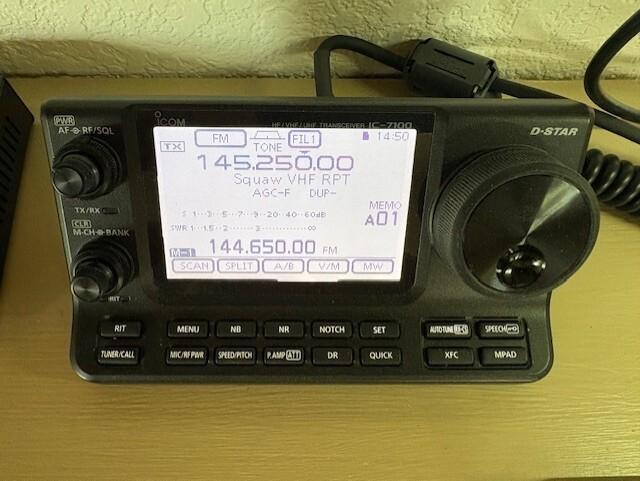 PWR
AF RF/SQL
ICOM
HF/VHF/UHF TRANSCEIVER IC-7100
D-STAR
FM FIL1 14:50
TX TONE
145.250.00
Squaw VHF RPT
AGC-F DUP-
MEMO
A01
S 1 3 5 7 9 20 40 60dB
SWR 1 1.5 2 3 ∞
M-1 144.650.00 FM
SCAN SPLIT A/B V/M MW
TX/RX
CLR
M-CH BANK
RIT
RIT MENU NB NR NOTCH SET AUTO TUNE SPEECH
TUNER/CALL MIC/RF PWR SPEED/PITCH P.AMP ATT DR QUICK XFC MPAD